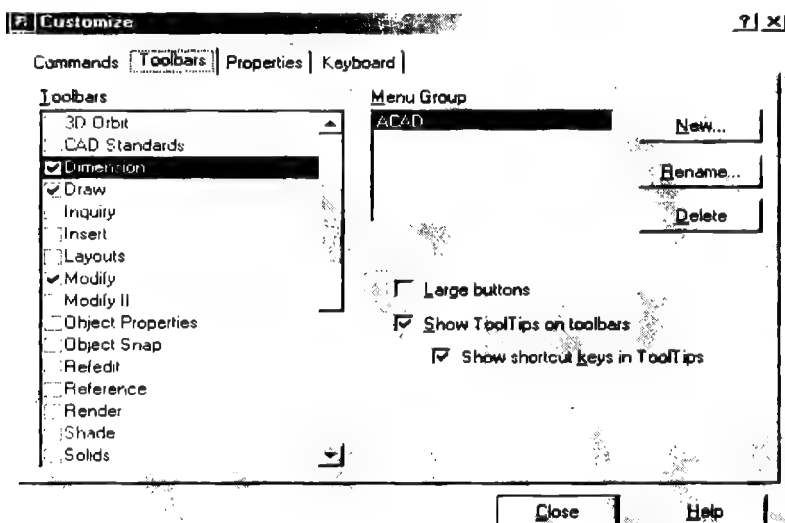 Customize
Commands Toolbars Properties Keyboard
Toolbars
3D Orbit
CAD Standards
Dimension
Draw
Inquiry
Insert
Layouts
Modify
Modify II
Object Properties
Object Snap
Refedit
Reference
Render
Shade
Solids
Menu Group
ACAD
New...
Rename...
Delete
Large buttons
Show ToolTips on toolbars
Show shortcut keys in ToolTips
Close Help